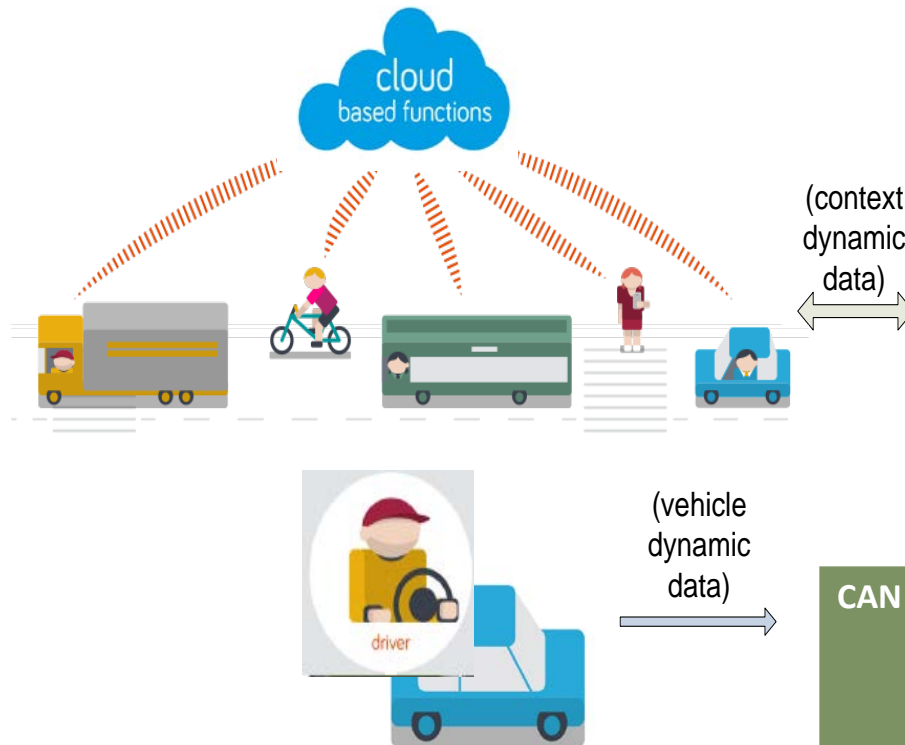 cloud
based functions
(context
dynamic
data)
(vehicle
dynamic
data)
CAN
driver